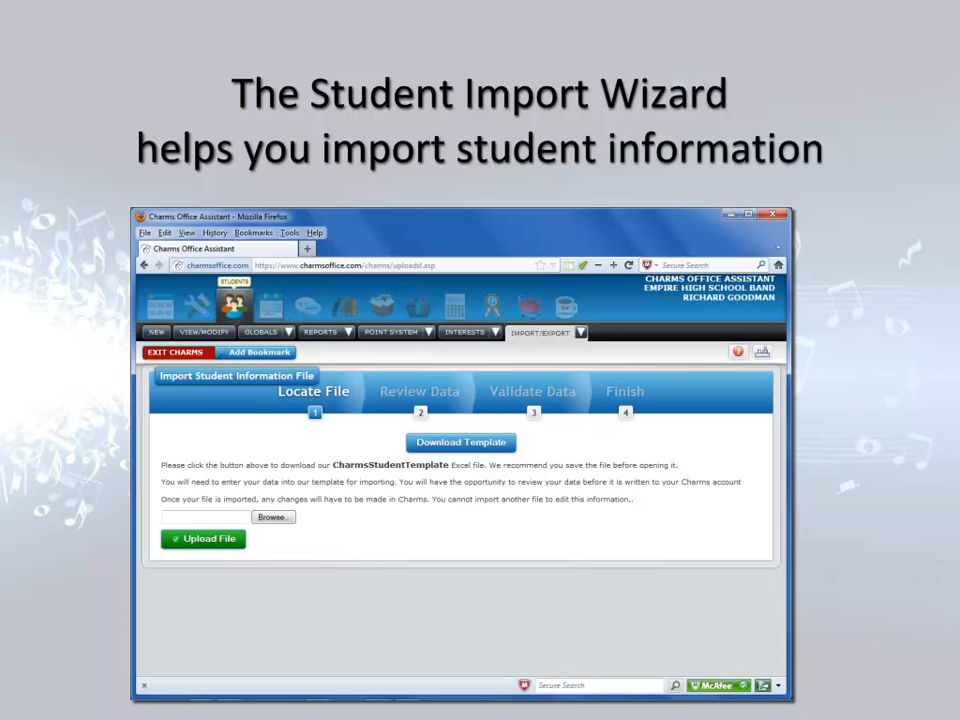 The Student Import Wizard
helps you import student information
Charms Office Assistant - Mozilla Firefox
File Edit View History Bookmarks Tools Help
Charms Office Assistant +
charmsoffice.com https://www.charmsoffice.com/charms/uploadxl.asp Secure Search
STUDENTS
CHARMS OFFICE ASSISTANT
EMPIRE HIGH SCHOOL BAND
RICHARD GOODMAN
NEW VIEW/MODIFY GLOBALS REPORTS POINT SYSTEM INTERESTS IMPORT/EXPORT
EXIT CHARMS Add Bookmark
Import Student Information File
Locate File Review Data Validate Data Finish
1 2 3 4
Download Template
Please click the button above to download our CharmsStudentTemplate Excel file. We recommend you save the file before opening it.
You will need to enter your data into our template for importing. You will have the opportunity to review your data before it is written to your Charms account
Once your file is imported, any changes will have to be made in Charms. You cannot import another file to edit this information..
Browse...
Upload File
x Secure Search McAfee